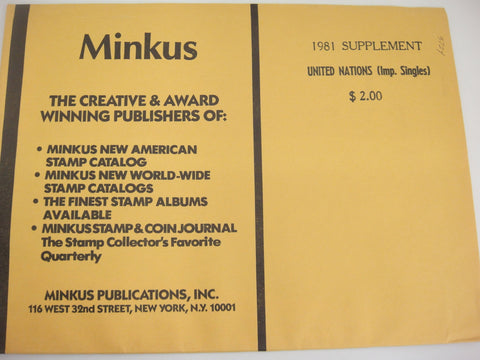 Minkus
THE CREATIVE & AWARD
WINNING PUBLISHERS OF:
• MINKUS NEW AMERICAN
STAMP CATALOG
• MINKUS NEW WORLD-WIDE
STAMP CATALOGS
• THE FINEST STAMP ALBUMS
AVAILABLE
• MINKUS STAMP & COIN JOURNAL
The Stamp Collector's Favorite
Quarterly
MINKUS PUBLICATIONS, INC.
116 WEST 32nd STREET, NEW YORK, N.Y. 10001
1981 SUPPLEMENT
UNITED NATIONS (Imp. Singles)
$ 2.00